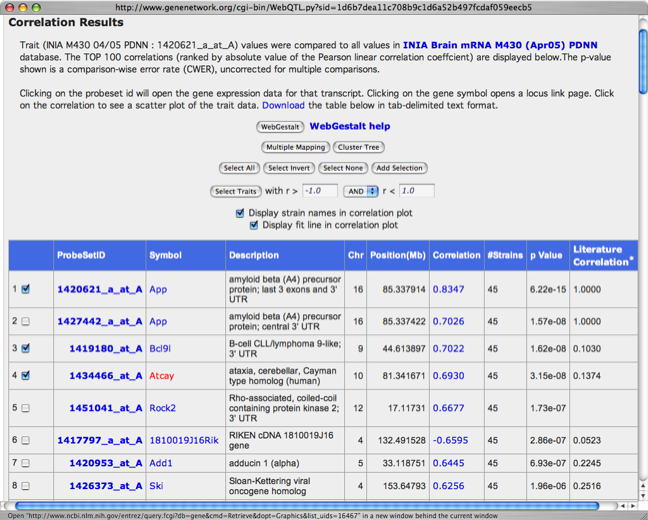 http://www.genenetwork.org/cgi-bin/WebQTL.py?sid=1d6b7dea11c708b9c1d6a52b497fcdaf059eecb5
Correlation Results
Trait (INIA M430 04/05 PDNN : 1420621_a_at_A) values were compared to all values in INIA Brain mRNA M430 (Apr05) PDNN
database. The TOP 100 correlations (ranked by absolute value of the Pearson linear correlation coeffcient) are displayed below.The p-value
shown is a comparison-wise error rate (CWER), uncorrected for multiple comparisons.
Clicking on the probeset id will open the gene expression data for that transcript. Clicking on the gene symbol opens a locus link page. Click
on the correlation to see a scatter plot of the trait data. Download the table below in tab-delimited text format.
WebGestalt WebGestalt help
Multiple Mapping Cluster Tree
Select All Select Invert Select None Add Selection
Select Traits with r > -1.0 AND r < 1.0
Display strain names in correlation plot
Display fit line in correlation plot
ProbeSetID Symbol Description Chr Position(Mb) Correlation #Strains p Value Literature
Correlation*
amyloid beta (A4) precursor
1 1420621_a_at_A App protein; last 3 exons and 3' 16 85.337914 0.8347 45 6.22e-15 1.0000
UTR
2 1427442_a_at_A App amyloid beta (A4) precursor 16 85.337422 0.7026 45 1.57e-08 1.0000
protein; central 3' UTR
3 1419180_at_A Bcl9l B-cell CLL/lymphoma 9-like; 9 44.613897 0.7022 45 1.62e-08 0.1030
3' UTR
4 1434466_at_A Atcay ataxia, cerebellar, Cayman 10 81.341671 0.6930 45 3.15e-08 0.1374
type homolog (human)
Rho-associated, coiled-coil
5 1451041_at_A Rock2 containing protein kinase 2; 12 17.11731 0.6677 45 1.73e-07
3' UTR
6 1417797_a_at_A 1810019J16Rik RIKEN cDNA 1810019J16 4 132.491528 -0.6595 45 2.86e-07 0.0523
gene
7 1420953_at_A Add1 adducin 1 (alpha) 5 33.118751 0.6445 45 6.93e-07 0.2245
8 1426373_at_A Ski Sloan-Kettering viral 4 153.64793 0.6256 45 1.96e-06 0.2516
oncogene homolog
Open "http://www.ncbi.nlm.nih.gov/entrez/query.fcgi?db=gene&cmd=Retrieve&dopt=Graphics&list_uids=16467" in a new window behind the current window